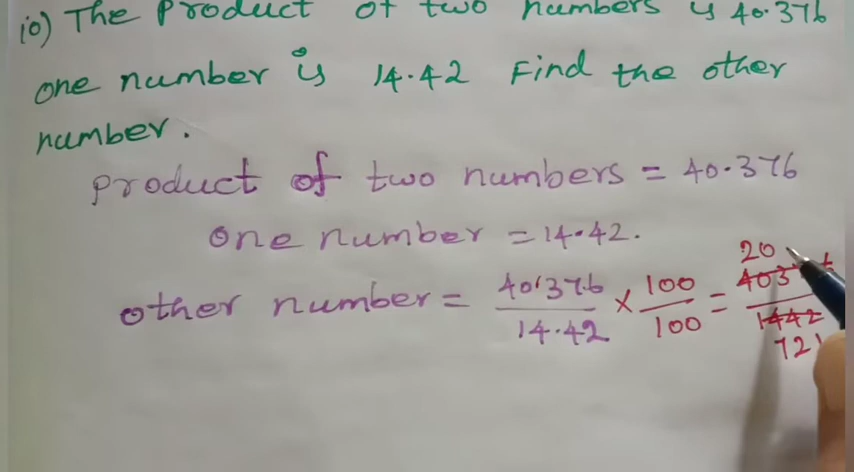 10) The Product of two numbers is 40.376
one number is 14.42 Find the other
number.
Product of two numbers = 40.376
one number = 14.42.
20
other number = 40.376/14.42 × 100/100 = 403/1442
721